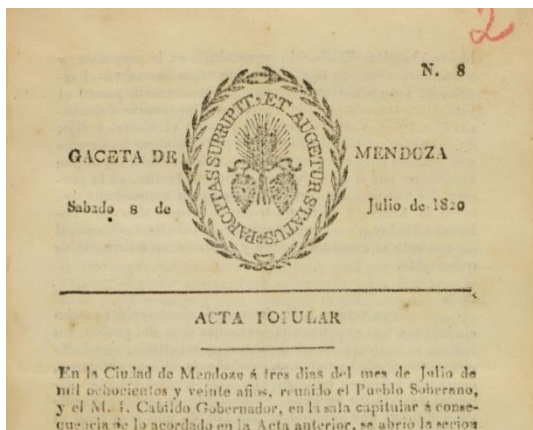 2
N. 8
PARCITAS SURRIPIT, ET AUGETUR STATUS
GACETA DE MENDOZA
Sabado 8 de Julio de 1820
ACTA POPULAR
En la Ciudad de Mendoza á tres dias del mes de Julio de
mil ochocientos y veinte años, reunido el Pueblo Soberano,
y el M. I. Cabildo Gobernador, en la sala capitular á conse-
quencia de lo acordado en la Acta anterior, se abrió la secion